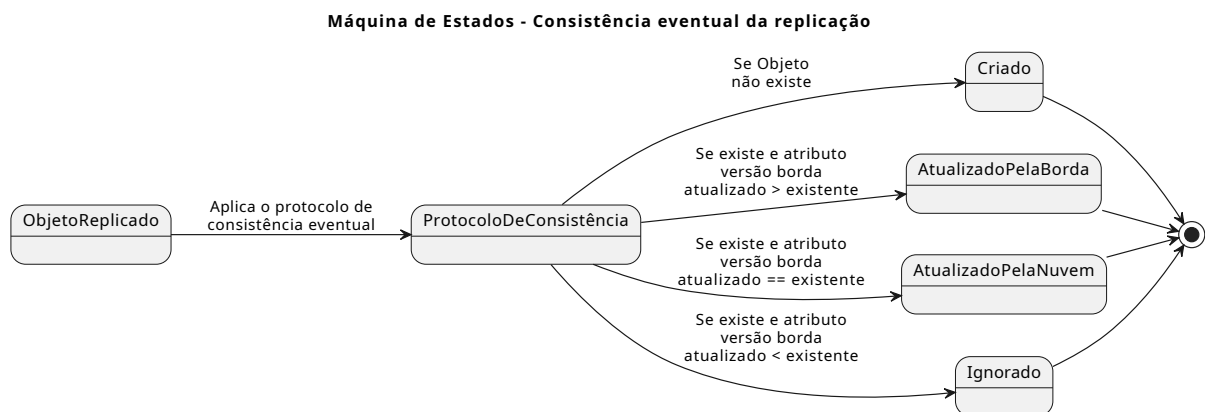 Máquina de Estados - Consistência eventual da replicação
ObjetoReplicado
Aplica o protocolo de
consistência eventual
ProtocoloDeConsistência
Se Objeto
não existe
Criado
Se existe e atributo
versão borda
atualizado > existente
AtualizadoPelaBorda
Se existe e atributo
versão borda
atualizado == existente
AtualizadoPelaNuvem
Se existe e atributo
versão borda
atualizado < existente
Ignorado